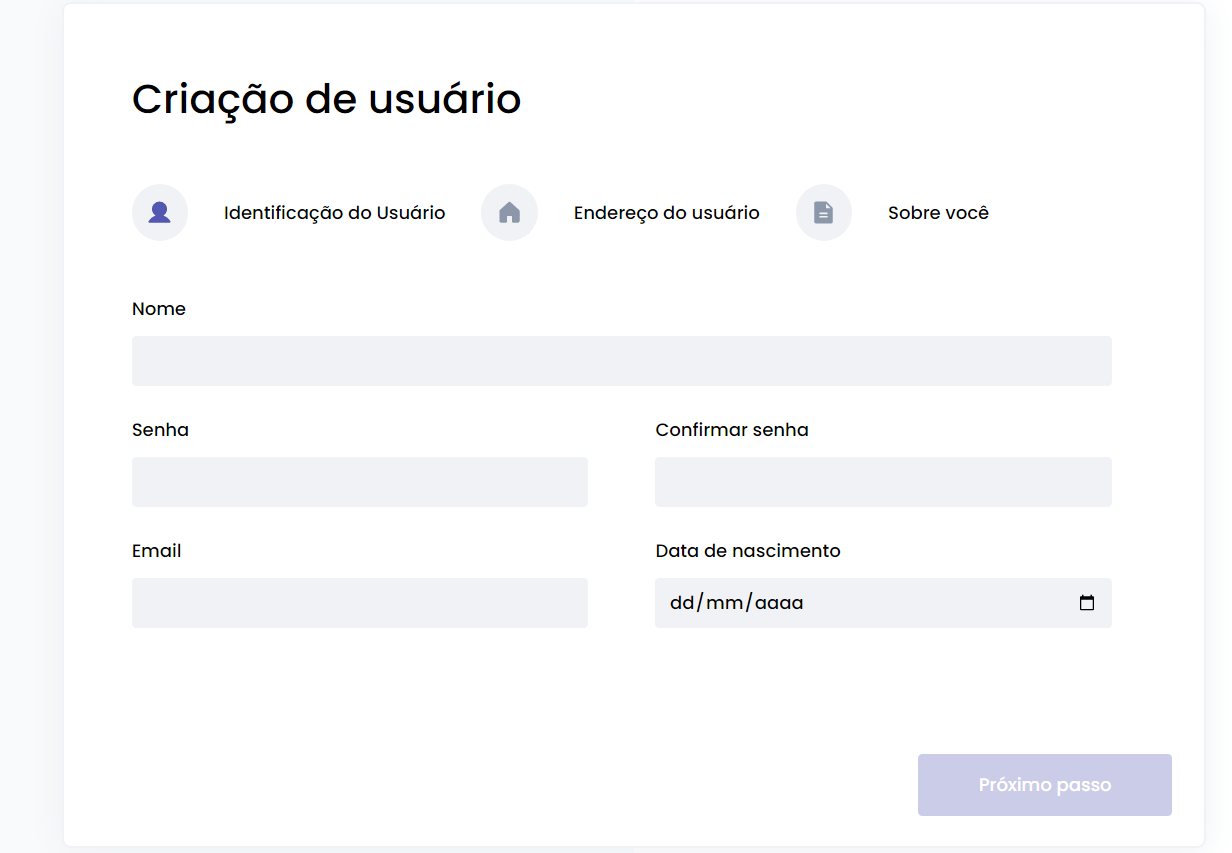 Criação de usuário
Identificação do Usuário
Endereço do usuário
Sobre você
Nome
Senha
Confirmar senha
Email
Data de nascimento
dd/mm/aaaa
Próximo passo